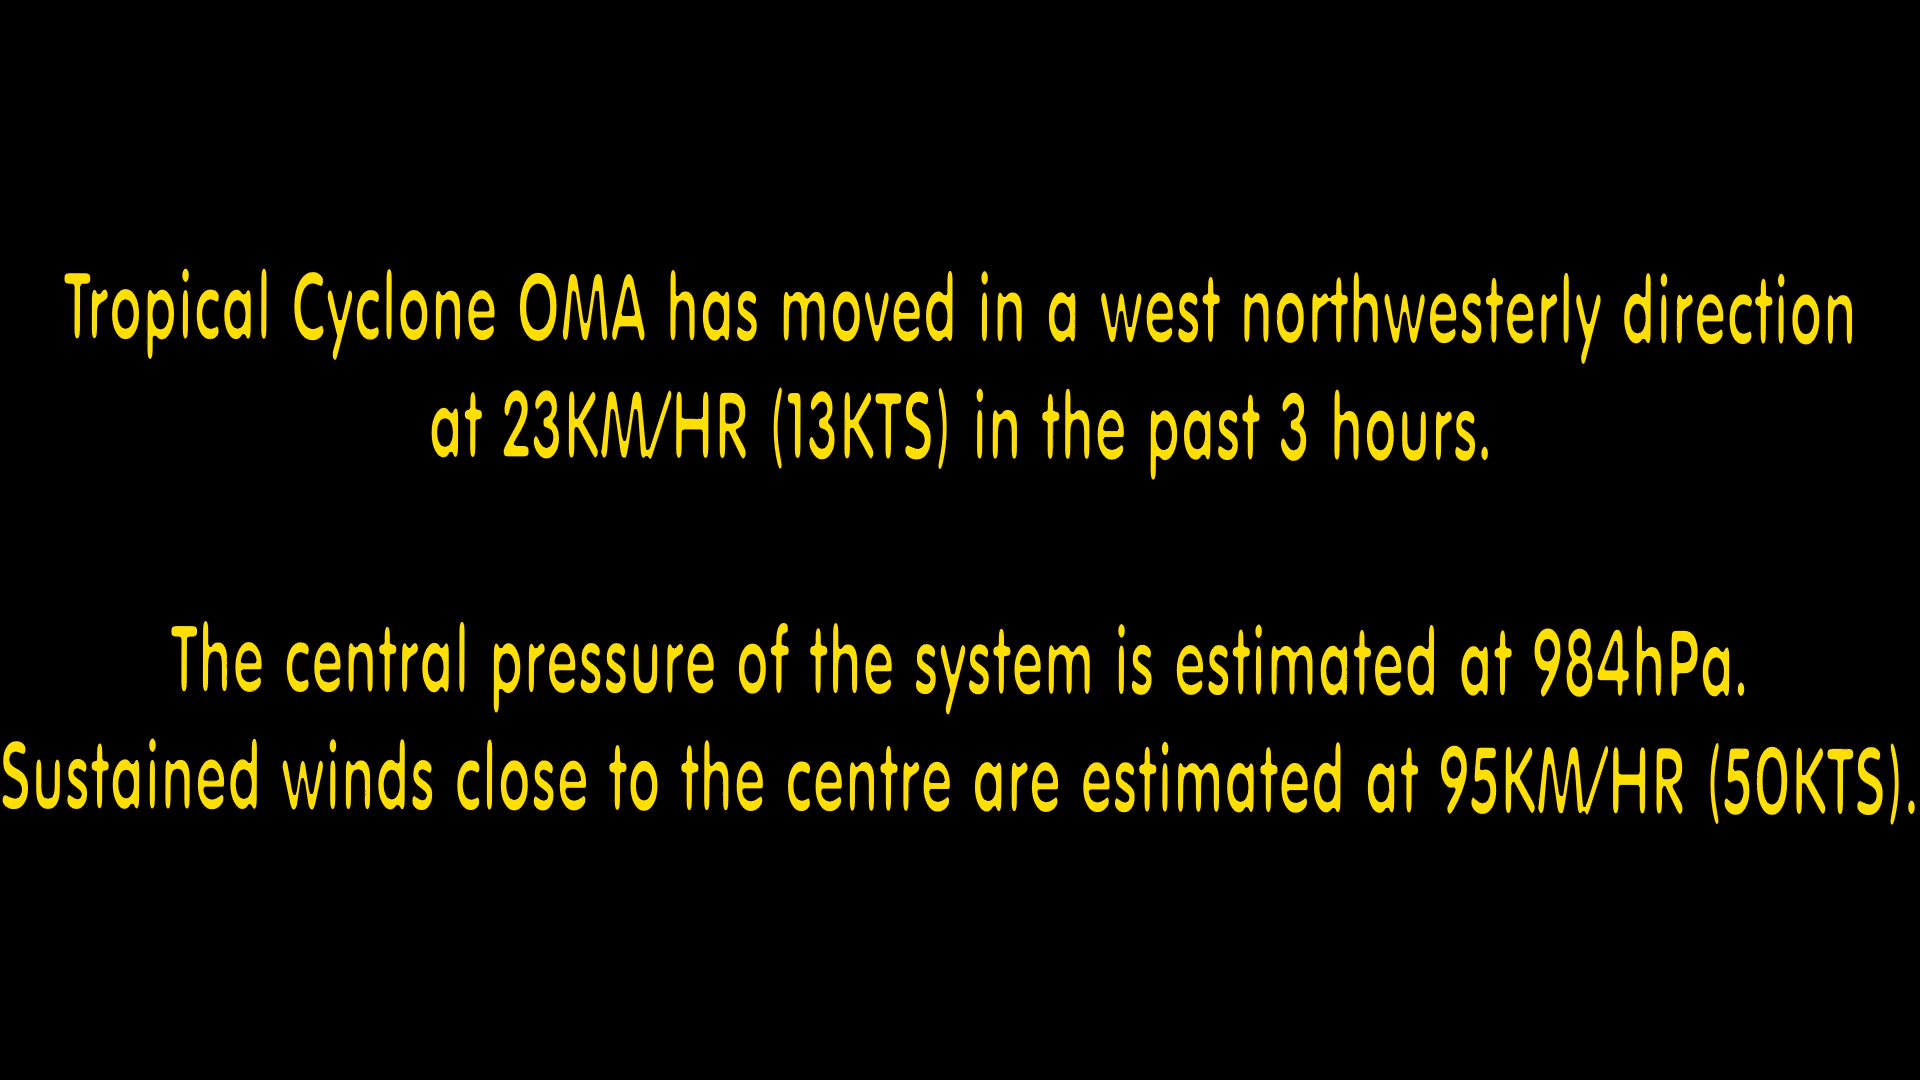 Tropical Cyclone OMA has moved in a west northwesterly direction
at 23KM/HR (13KTS) in the past 3 hours.
The central pressure of the system is estimated at 984hPa.
Sustained winds close to the centre are estimated at 95KM/HR (50KTS).